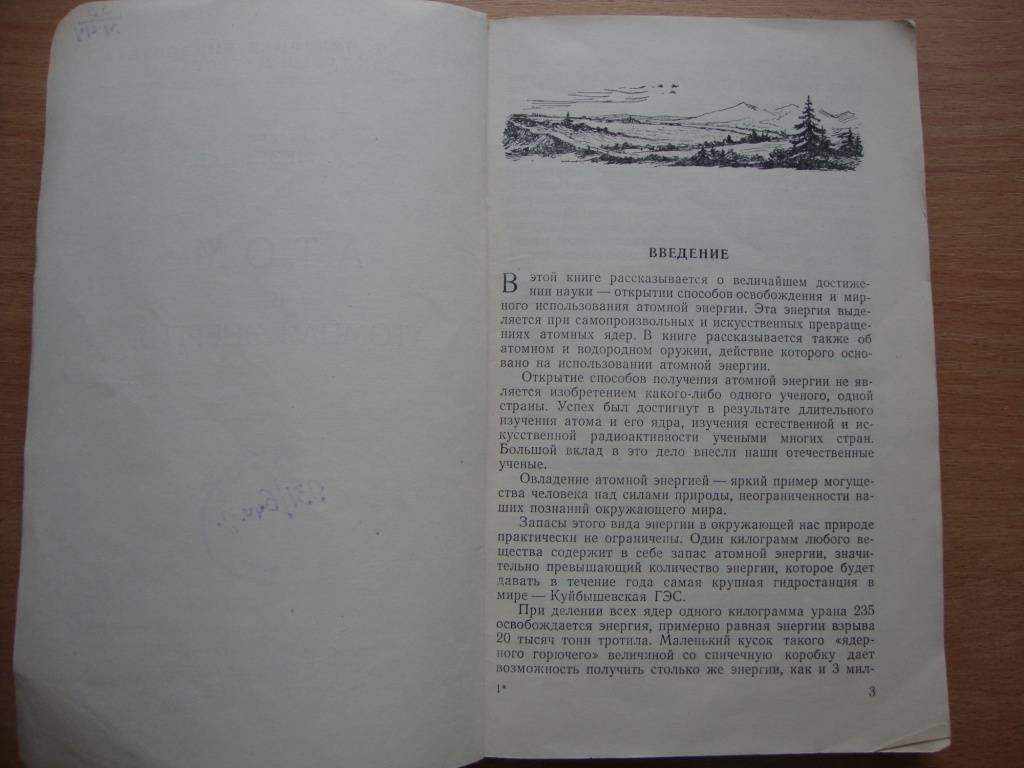 ВВЕДЕНИЕ
В этой книге рассказывается о величайшем достиже-
нии науки — открытии способов освобождения и мир-
ного использования атомной энергии. Эта энергия выде-
ляется при самопроизвольных и искусственных превраще-
ниях атомных ядер. В книге рассказывается также об
атомном и водородном оружии, действие которого осно-
вано на использовании атомной энергии.
Открытие способов получения атомной энергии не яв-
ляется изобретением какого-либо одного ученого, одной
страны. Успех был достигнут в результате длительного
изучения атома и его ядра, изучения естественной и ис-
кусственной радиоактивности учеными многих стран.
Большой вклад в это дело внесли наши отечественные
ученые.
Овладение атомной энергией — яркий пример могуще-
ства человека над силами природы, неограниченности на-
ших познаний окружающего мира.
Запасы этого вида энергии в окружающей нас природе
практически не ограничены. Один килограмм любого ве-
щества содержит в себе запас атомной энергии, значи-
тельно превышающий количество энергии, которое будет
давать в течение года самая крупная гидростанция в
мире — Куйбышевская ГЭС.
При делении всех ядер одного килограмма урана 235
освобождается энергия, примерно равная энергии взрыва
20 тысяч тонн тротила. Маленький кусок такого «ядер-
ного горючего» величиной со спичечную коробку дает
возможность получить столько же энергии, как и 3 мил-
1*
3